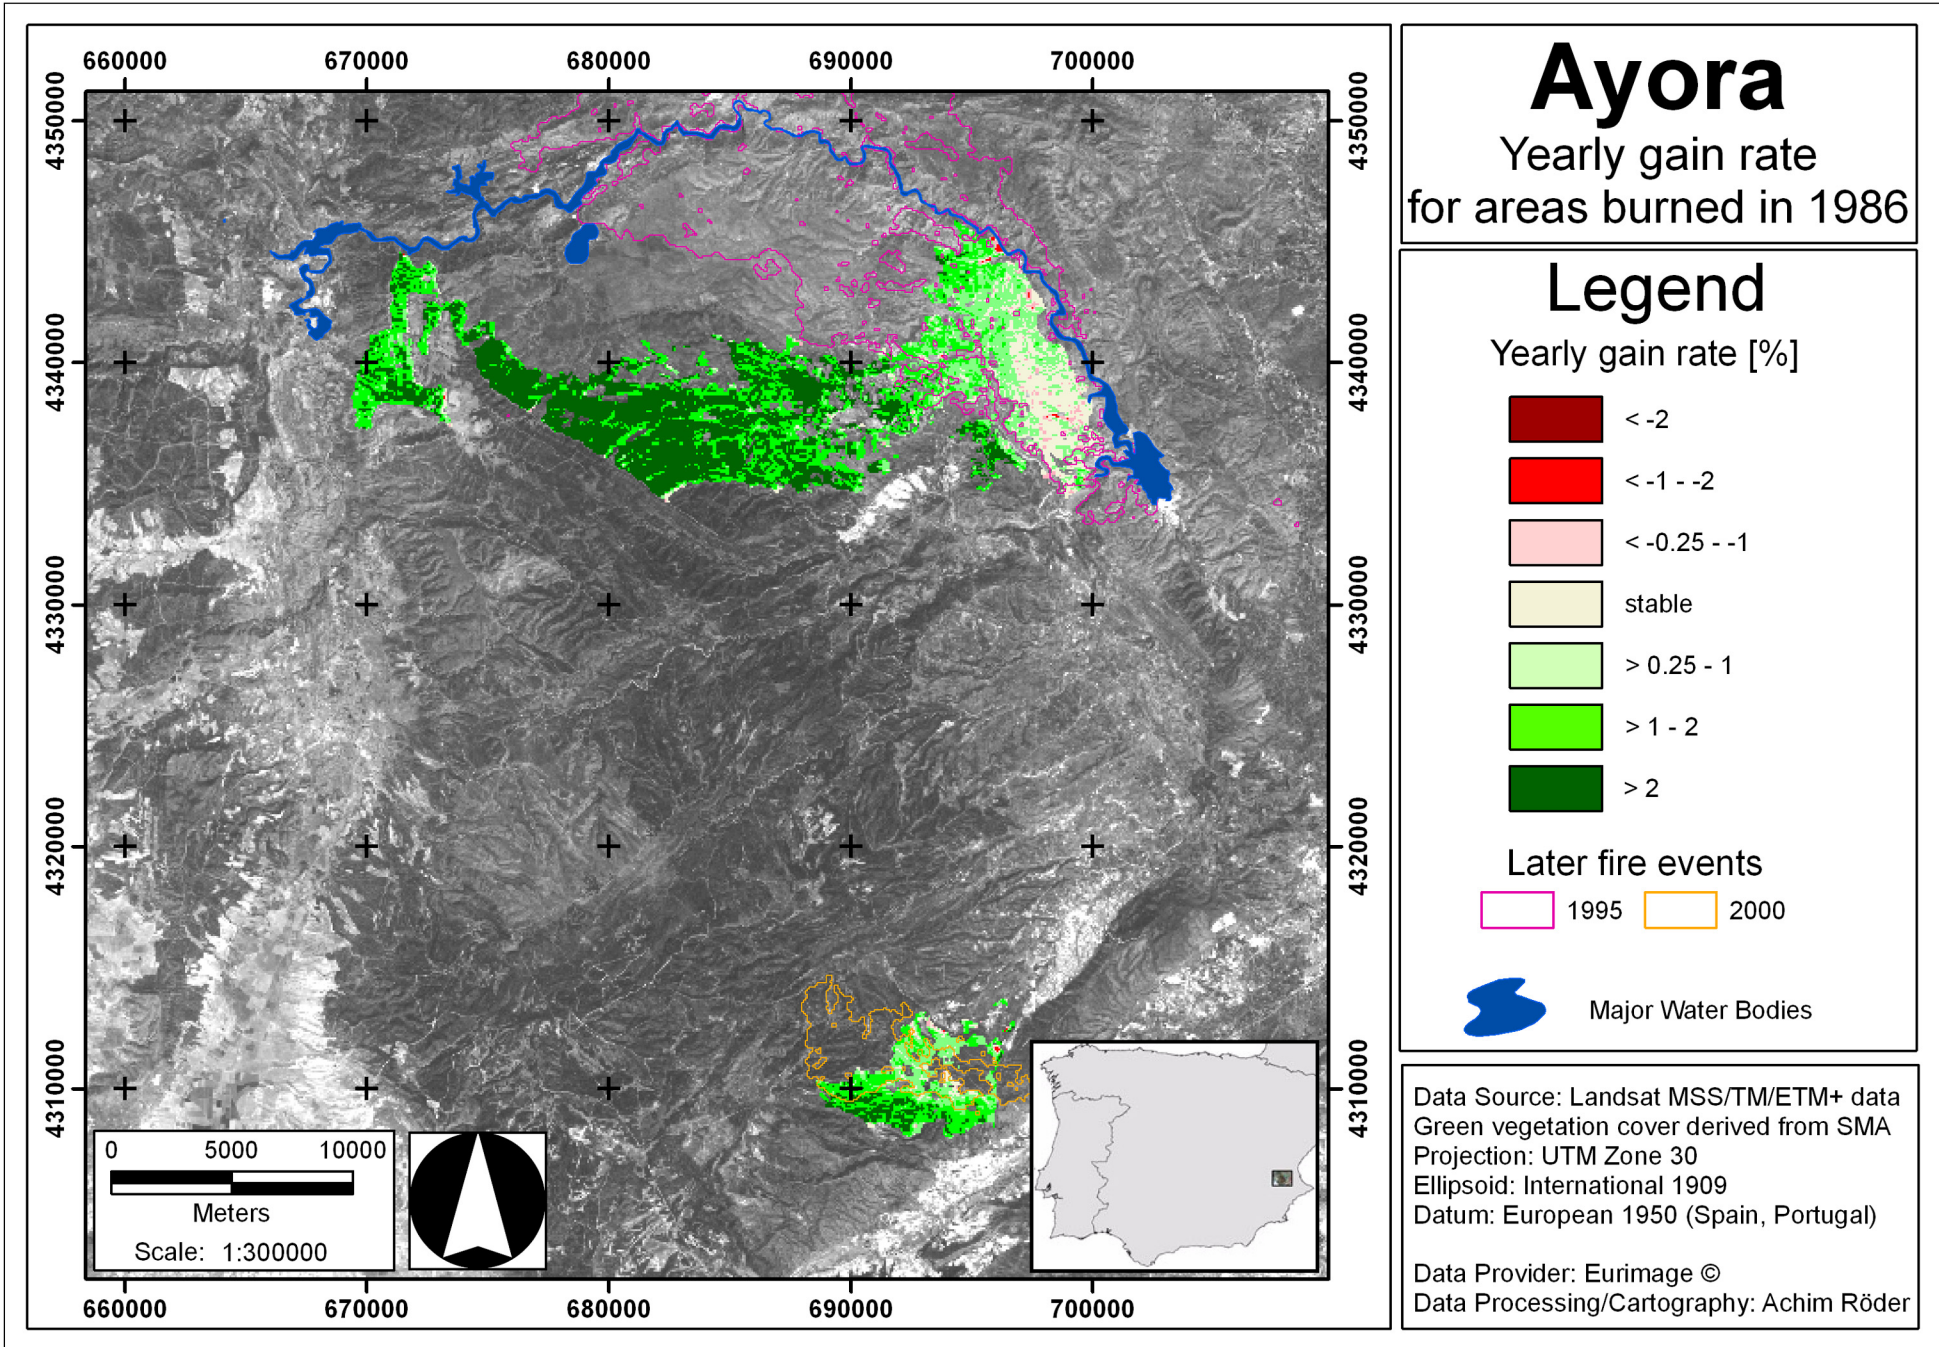 660000 670000 680000 690000 700000
4350000 4350000
4340000 4340000
4330000 4330000
4320000 4320000
4310000 4310000
0 5000 10000
Meters
Scale: 1:300000
660000 670000 680000 690000 700000
Ayora
Yearly gain rate
for areas burned in 1986
Legend
Yearly gain rate [%]
< -2
< -1 - -2
< -0.25 - -1
stable
> 0.25 - 1
> 1 - 2
> 2
Later fire events
1995 2000
Major Water Bodies
Data Source: Landsat MSS/TM/ETM+ data
Green vegetation cover derived from SMA
Projection: UTM Zone 30
Ellipsoid: International 1909
Datum: European 1950 (Spain, Portugal)
Data Provider: Eurimage ©
Data Processing/Cartography: Achim Röder